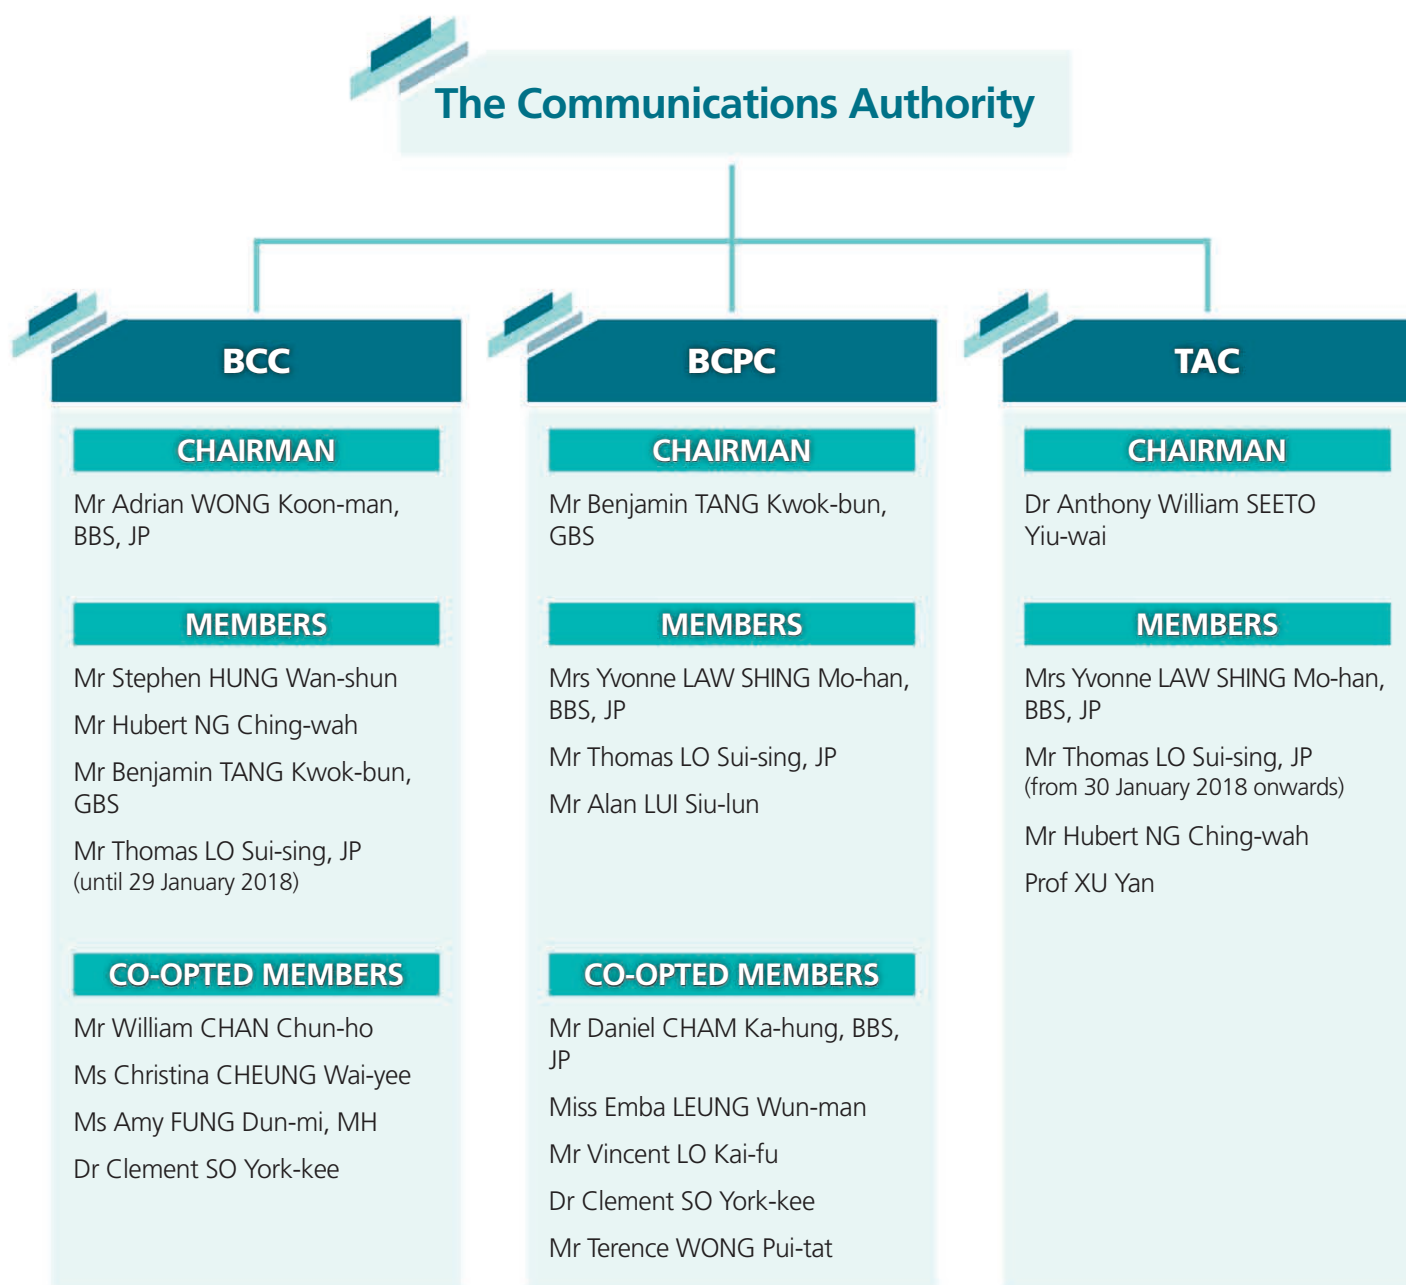 The Communications Authority
BCC
CHAIRMAN
Mr Adrian WONG Koon-man,
BBS, JP
MEMBERS
Mr Stephen HUNG Wan-shun
Mr Hubert NG Ching-wah
Mr Benjamin TANG Kwok-bun,
GBS
Mr Thomas LO Sui-sing, JP
(until 29 January 2018)
CO-OPTED MEMBERS
Mr William CHAN Chun-ho
Ms Christina CHEUNG Wai-yee
Ms Amy FUNG Dun-mi, MH
Dr Clement SO York-kee
BCPC
CHAIRMAN
Mr Benjamin TANG Kwok-bun,
GBS
MEMBERS
Mrs Yvonne LAW SHING Mo-han,
BBS, JP
Mr Thomas LO Sui-sing, JP
Mr Alan LUI Siu-lun
CO-OPTED MEMBERS
Mr Daniel CHAM Ka-hung, BBS,
JP
Miss Emba LEUNG Wun-man
Mr Vincent LO Kai-fu
Dr Clement SO York-kee
Mr Terence WONG Pui-tat
TAC
CHAIRMAN
Dr Anthony William SEETO
Yiu-wai
MEMBERS
Mrs Yvonne LAW SHING Mo-han,
BBS, JP
Mr Thomas LO Sui-sing, JP
(from 30 January 2018 onwards)
Mr Hubert NG Ching-wah
Prof XU Yan